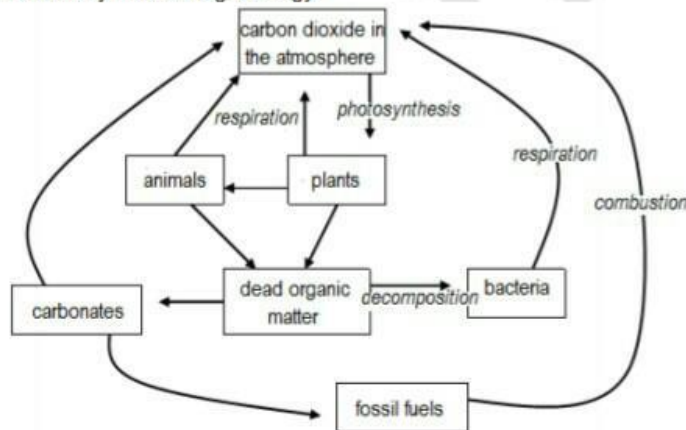 carbon dioxide in
the atmosphere
respiration
photosynthesis
respiration
animals
plants
combustion
dead organic
matter
decomposition
bacteria
carbonates
fossil fuels